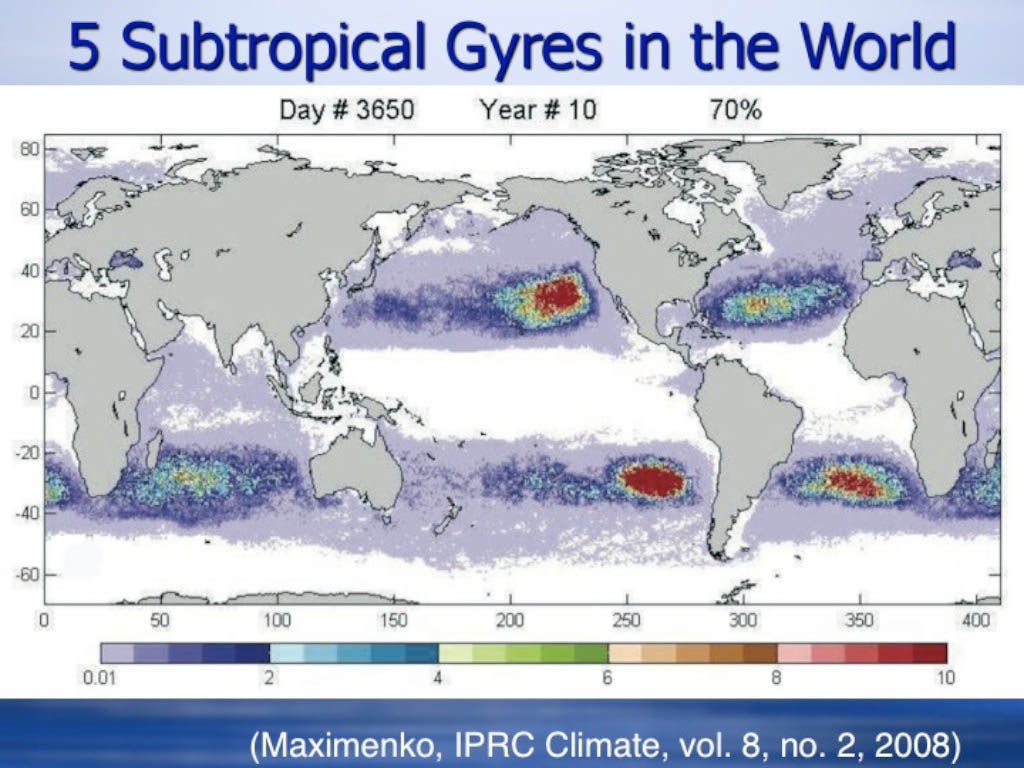 5 Subtropical Gyres in the World
Day # 3650 Year # 10 70%
80
60
40
20
0
-20
-40
-60
0 50 100 150 200 250 300 350 400
0.01 2 4 6 8 10
(Maximenko, IPRC Climate, vol. 8, no. 2, 2008)